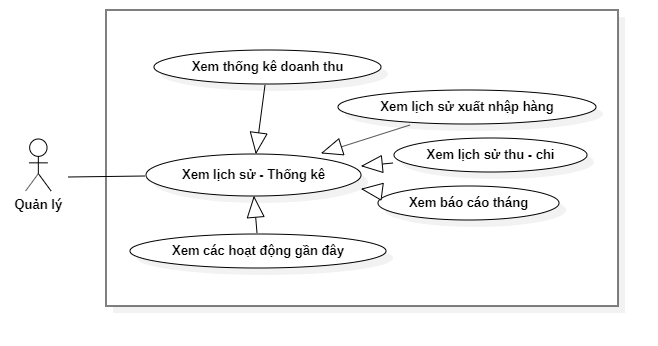 Xem thống kê doanh thu
Xem lịch sử xuất nhập hàng
Xem lịch sử thu - chi
Xem lịch sử - Thống kê
Quản lý
Xem báo cáo tháng
Xem các hoạt động gần đây